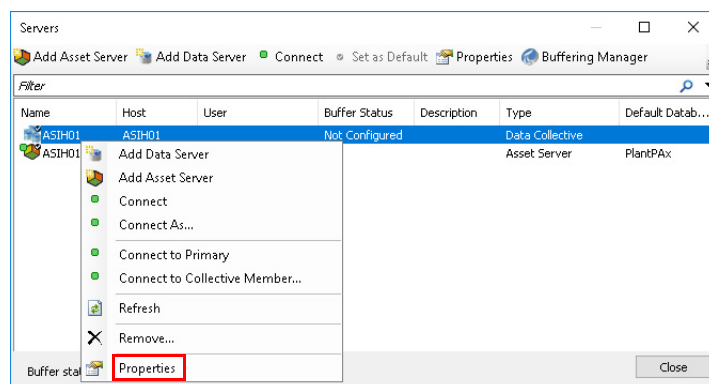 Servers
Add Asset Server Add Data Server Connect Set as Default Properties Buffering Manager
Filter
Name Host User Buffer Status Description Type Default Datab...
ASIH01 ASIH01 Not Configured Data Collective
ASIH01 Asset Server PlantPAx
Add Data Server
Add Asset Server
Connect
Connect As...
Connect to Primary
Connect to Collective Member...
Refresh
Remove...
Properties
Buffer sta
Close